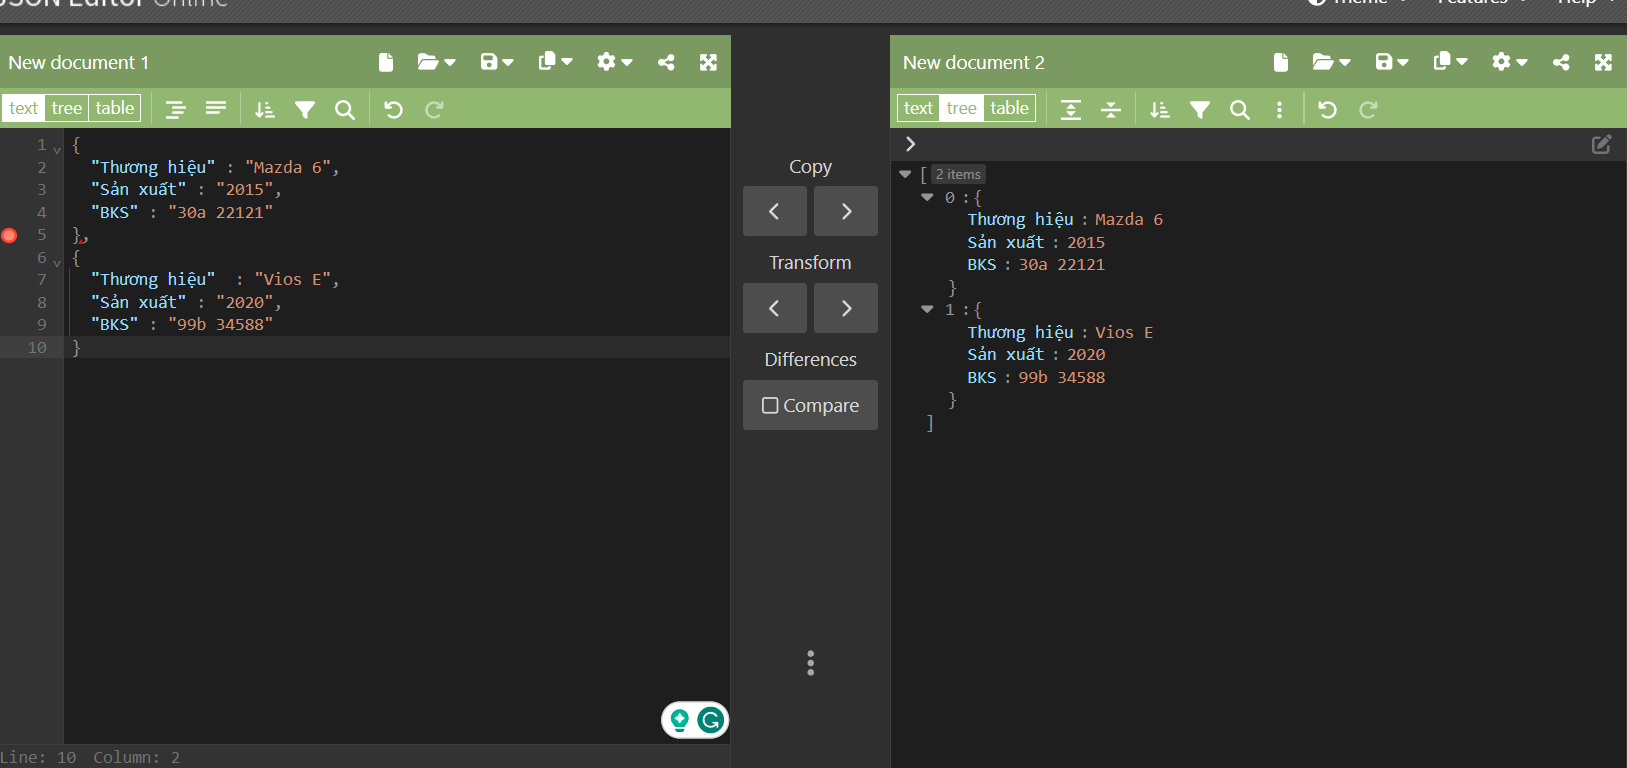 JSON Editor Online
Theme Features Help
New document 1
text tree table
1 {
2 "Thương hiệu" : "Mazda 6",
3 "Sản xuất" : "2015",
4 "BKS" : "30a 22121"
5 },
6 {
7 "Thương hiệu"  : "Vios E",
8 "Sản xuất" : "2020",
9 "BKS" : "99b 34588"
10 }
Line: 10 Column: 2
Copy
Transform
Differences
Compare
New document 2
text tree table
[ 2 items
0 :{
Thương hiệu : Mazda 6
Sản xuất : 2015
BKS : 30a 22121
}
1 :{
Thương hiệu : Vios E
Sản xuất : 2020
BKS : 99b 34588
}
]